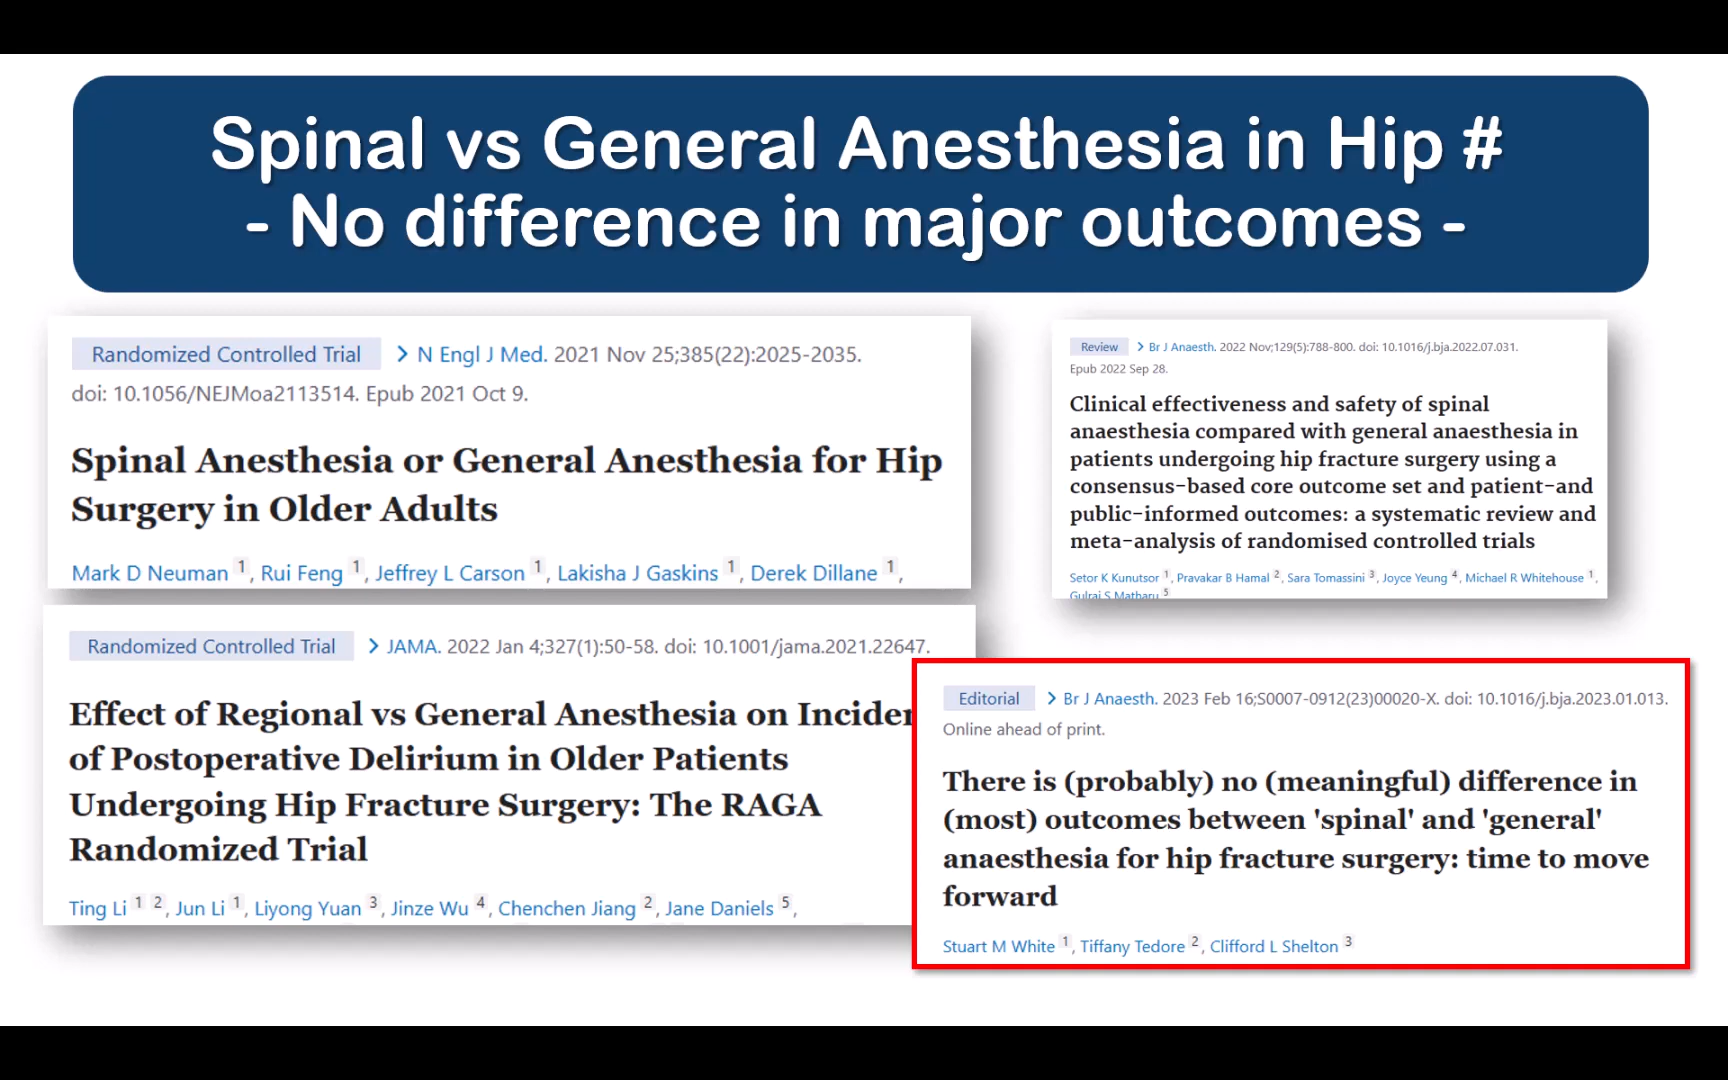 Spinal vs General Anesthesia in Hip #
- No difference in major outcomes -
Randomized Controlled Trial > N Engl J Med. 2021 Nov 25;385(22):2025-2035.
doi: 10.1056/NEJMoa2113514. Epub 2021 Oct 9.
Spinal Anesthesia or General Anesthesia for Hip
Surgery in Older Adults
Mark D Neuman 1, Rui Feng 1, Jeffrey L Carson 1, Lakisha J Gaskins 1, Derek Dillane 1,
Randomized Controlled Trial > JAMA. 2022 Jan 4;327(1):50-58. doi: 10.1001/jama.2021.22647.
Effect of Regional vs General Anesthesia on Inciden
of Postoperative Delirium in Older Patients
Undergoing Hip Fracture Surgery: The RAGA
Randomized Trial
Ting Li 1 2, Jun Li 1, Liyong Yuan 3, Jinze Wu 4, Chenchen Jiang 2, Jane Daniels 5,
Review > Br J Anaesth. 2022 Nov;129(5):788-800. doi: 10.1016/j.bja.2022.07.031.
Epub 2022 Sep 28.
Clinical effectiveness and safety of spinal
anaesthesia compared with general anaesthesia in
patients undergoing hip fracture surgery using a
consensus-based core outcome set and patient-and
public-informed outcomes: a systematic review and
meta-analysis of randomised controlled trials
Setor K Kunutsor 1, Pravakar B Hamal 2, Sara Tomassini 3, Joyce Yeung 4, Michael R Whitehouse 1,
Gulraj S Matharu 5
Editorial > Br J Anaesth. 2023 Feb 16;S0007-0912(23)00020-X. doi: 10.1016/j.bja.2023.01.013.
Online ahead of print.
There is (probably) no (meaningful) difference in
(most) outcomes between 'spinal' and 'general'
anaesthesia for hip fracture surgery: time to move
forward
Stuart M White 1, Tiffany Tedore 2, Clifford L Shelton 3